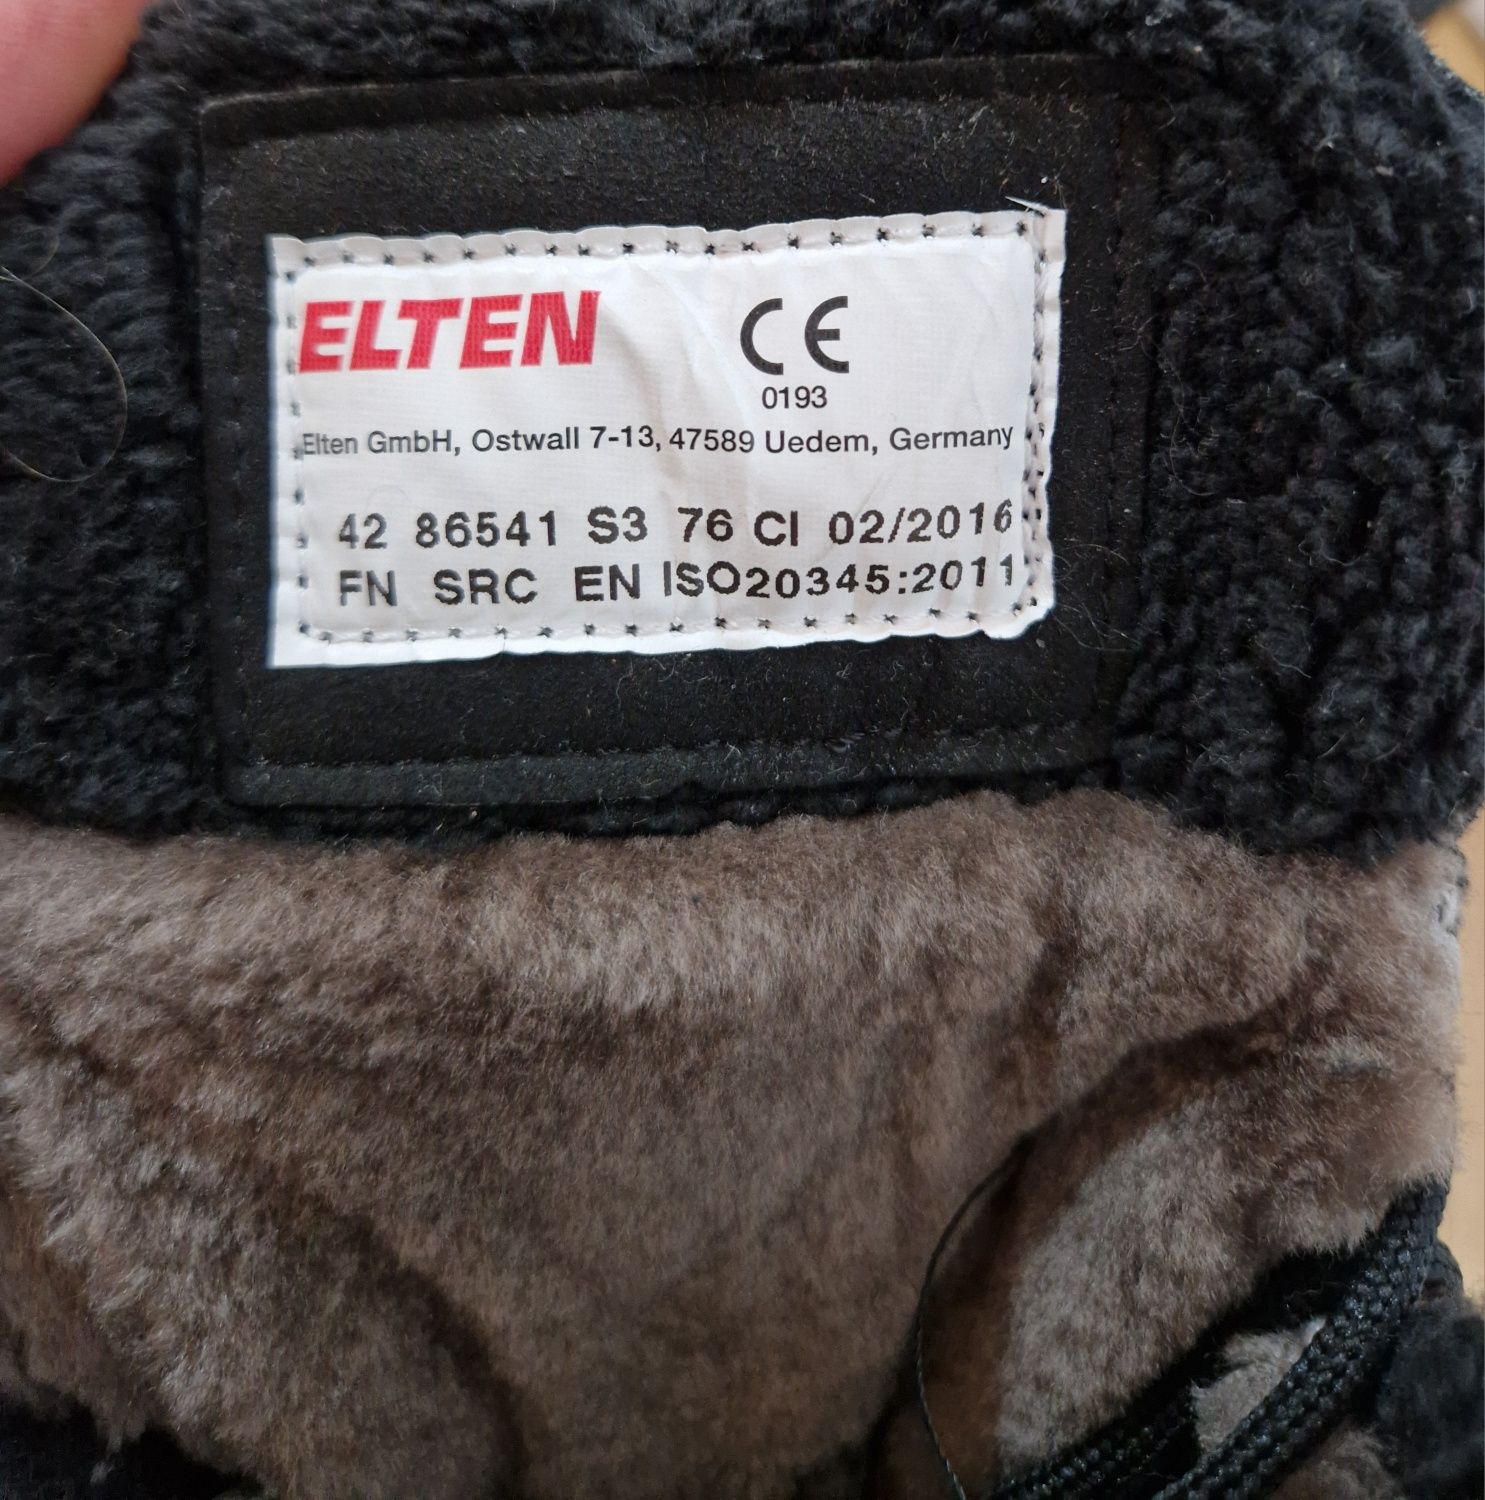 ELTEN
CE
0193
Elten GmbH, Ostwall 7-13, 47589 Uedem, Germany
42 86541 S3 76 CI 02/2016
FN SRC EN ISO20345:2011